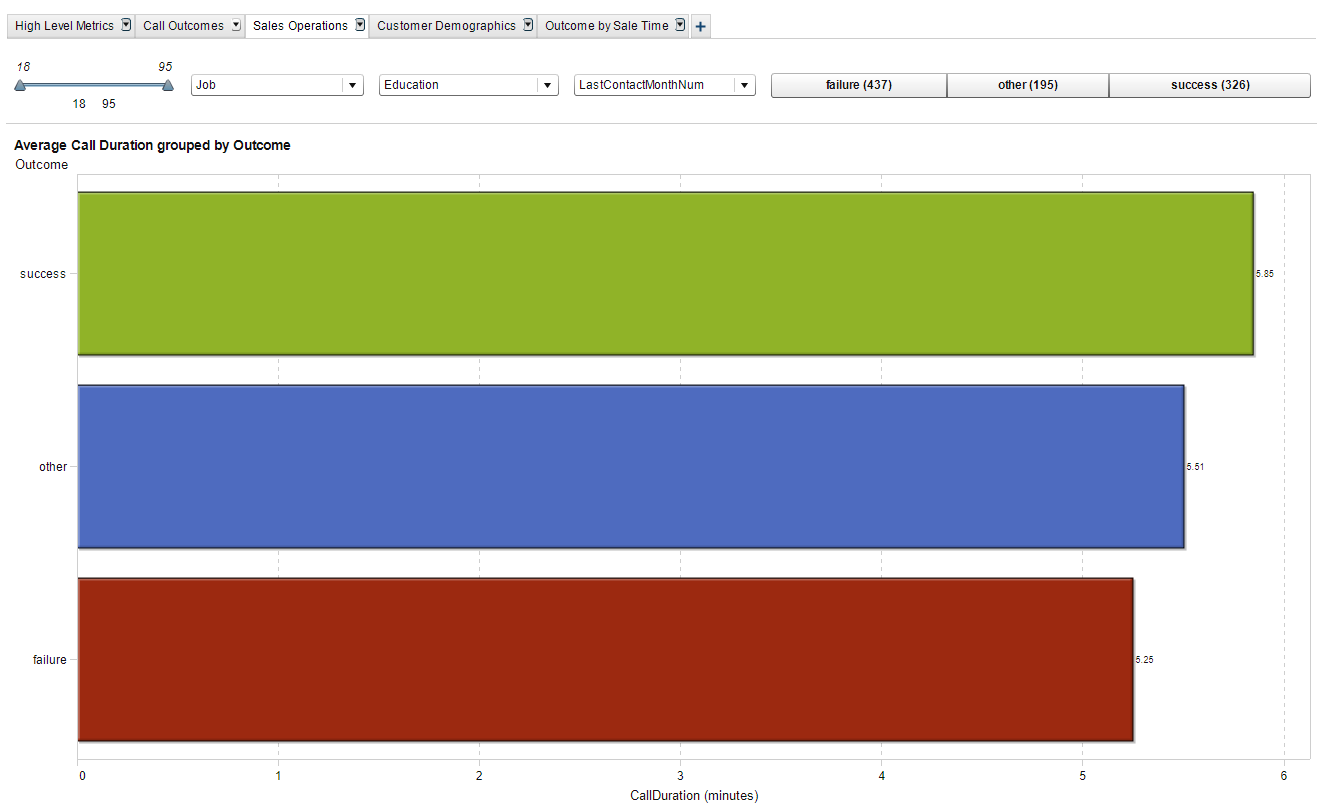 High Level Metrics Call Outcomes Sales Operations Customer Demographics Outcome by Sale Time +
18 95
Job Education LastContactMonthNum failure (437) other (195) success (326)
18 95
Average Call Duration grouped by Outcome
Outcome
success 5.85
other 5.51
failure 5.25
0 1 2 3 4 5 6
CallDuration (minutes)